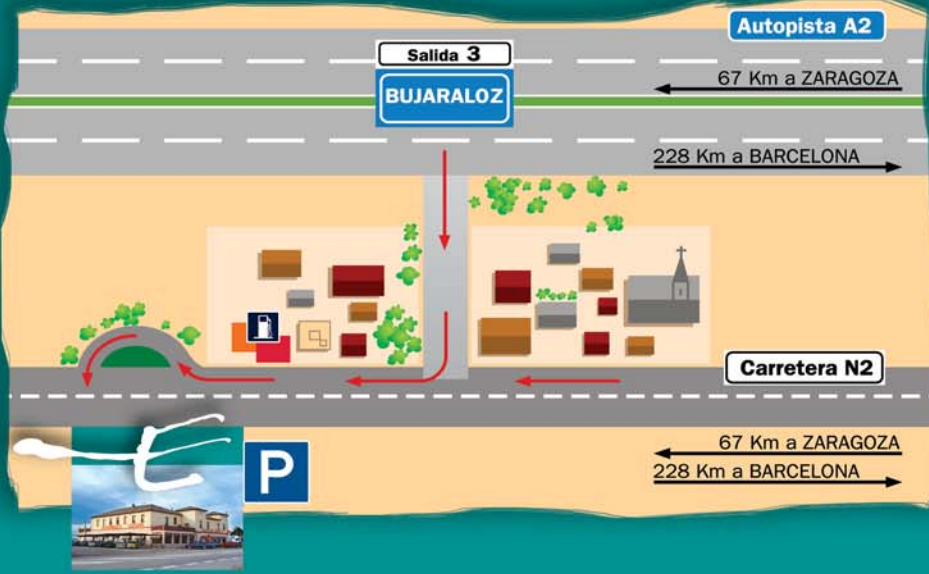 Autopista A2
Salida 3
BUJARALOZ
67 Km a ZARAGOZA
228 Km a BARCELONA
Carretera N2
67 Km a ZARAGOZA
228 Km a BARCELONA
E
P